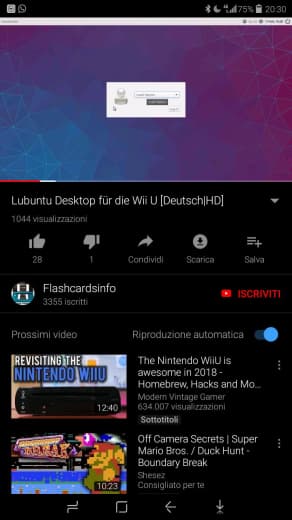 75% 20:30
Lubuntu Desktop für die Wii U [Deutsch|HD]
1044 visualizzazioni
28
1
Condividi
Scarica
Salva
Flashcardsinfo
3355 iscritti
ISCRIVITI
Prossimi video
Riproduzione automatica
REVISITING THE
NINTENDO WIIU
12:40
The Nintendo WiiU is
awesome in 2018 -
Homebrew, Hacks and Mo...
Modern Vintage Gamer
634.007 visualizzazioni
Sottotitoli
BREAK
10:23
Off Camera Secrets | Super
Mario Bros. / Duck Hunt -
Boundary Break
Shesez
Consigliato per te